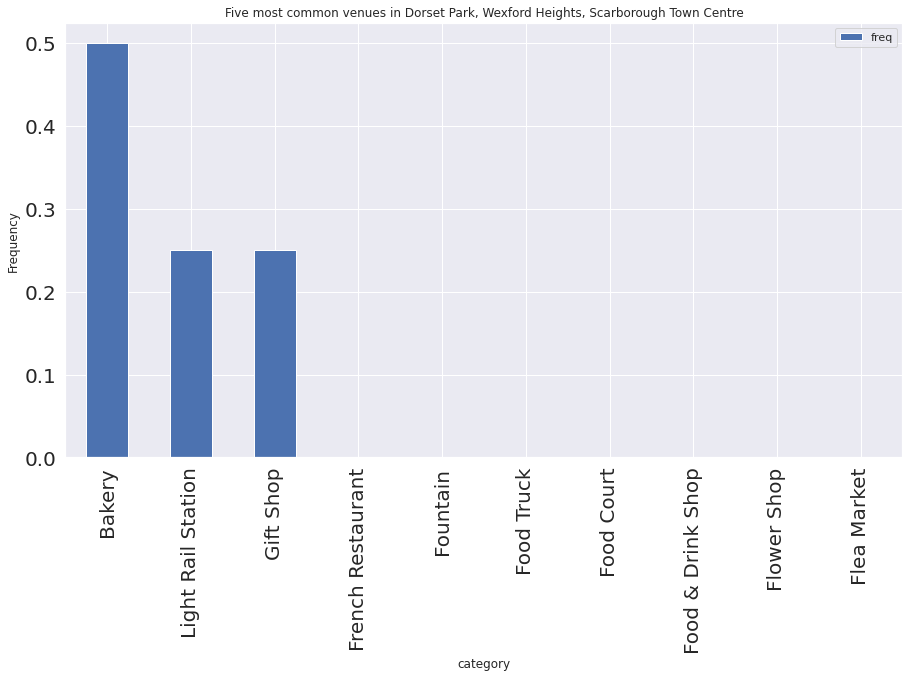 Five most common venues in Dorset Park, Wexford Heights, Scarborough Town Centre
freq
Frequency
0.5
0.4
0.3
0.2
0.1
0.0
Bakery
Light Rail Station
Gift Shop
French Restaurant
Fountain
Food Truck
Food Court
Food & Drink Shop
Flower Shop
Flea Market
category